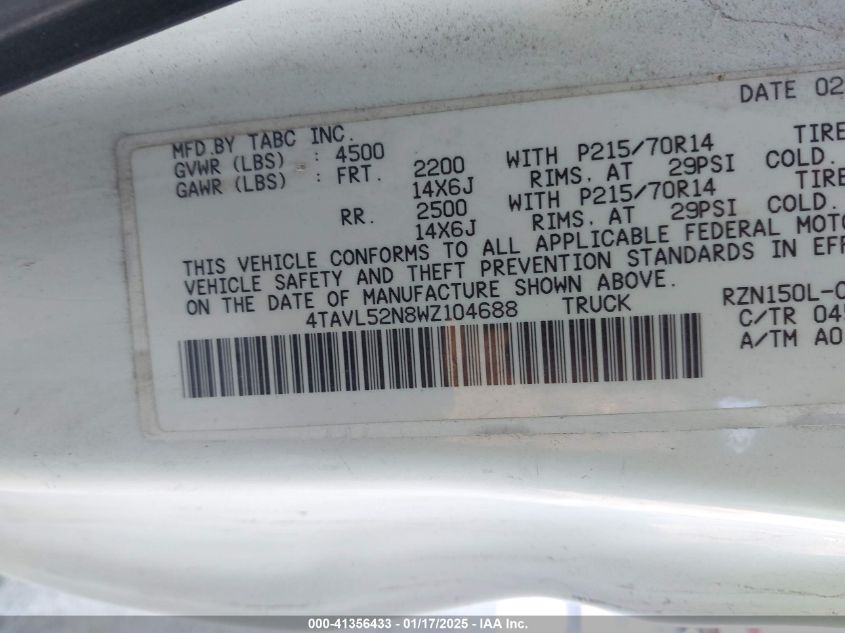 DATE 02
MFD.BY TABC INC.
GVWR (LBS) : 4500
GAWR (LBS) : FRT. 2200 WITH P215/70R14 TIRE
14X6J RIMS. AT 29PSI COLD.
RR. 2500 WITH P215/70R14 TIRE
14X6J RIMS. AT 29PSI COLD.
THIS VEHICLE CONFORMS TO ALL APPLICABLE FEDERAL MOTO
VEHICLE SAFETY AND THEFT PREVENTION STANDARDS IN EFF
ON THE DATE OF MANUFACTURE SHOWN ABOVE.
4TAVL52N8WZ104688 TRUCK RZN150L-
C/TR 04
A/TM A0
000-41356433 - 01/17/2025 - IAA Inc.